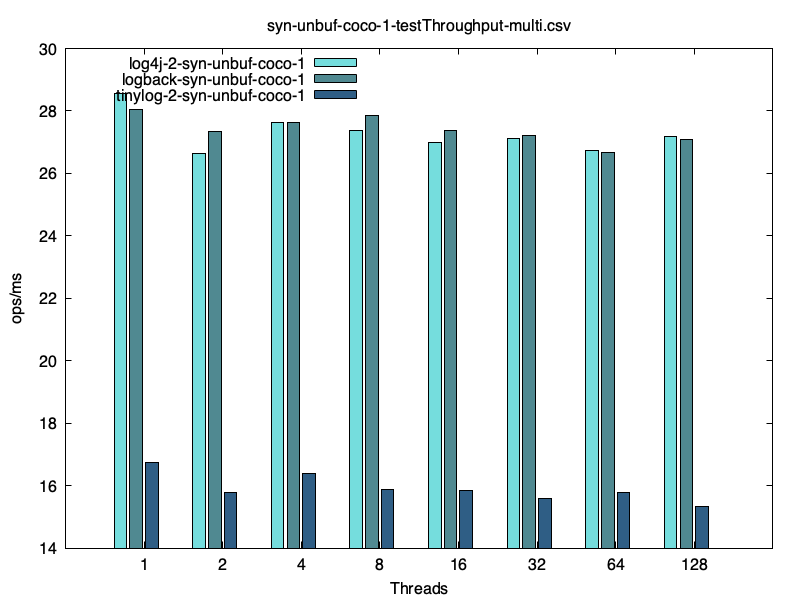 syn-unbuf-coco-1-testThroughput-multi.csv
30
28
26
24
22
20
18
16
14
ops/ms
log4j-2-syn-unbuf-coco-1
logback-syn-unbuf-coco-1
tinylog-2-syn-unbuf-coco-1
1 2 4 8 16 32 64 128
Threads